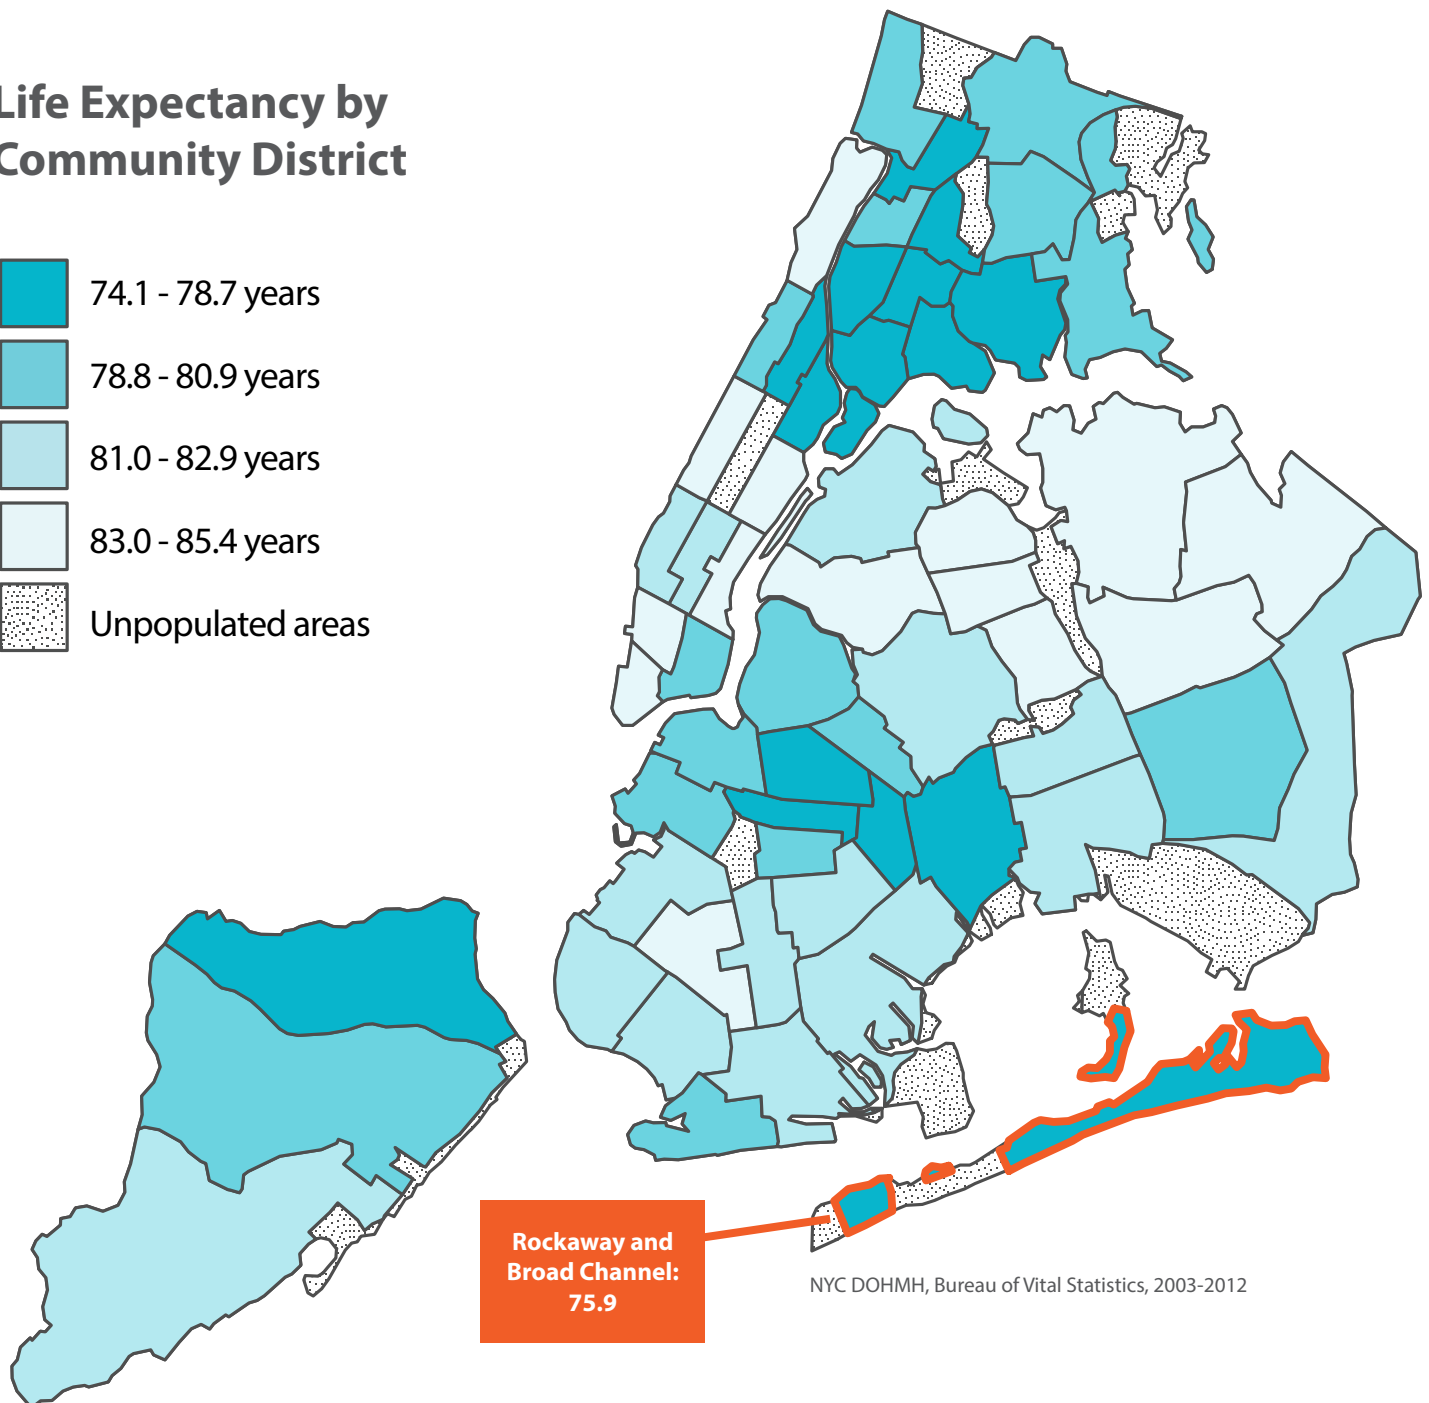 Life Expectancy by
Community District
74.1 - 78.7 years
78.8 - 80.9 years
81.0 - 82.9 years
83.0 - 85.4 years
Unpopulated areas
Rockaway and
Broad Channel:
75.9
NYC DOHMH, Bureau of Vital Statistics, 2003-2012